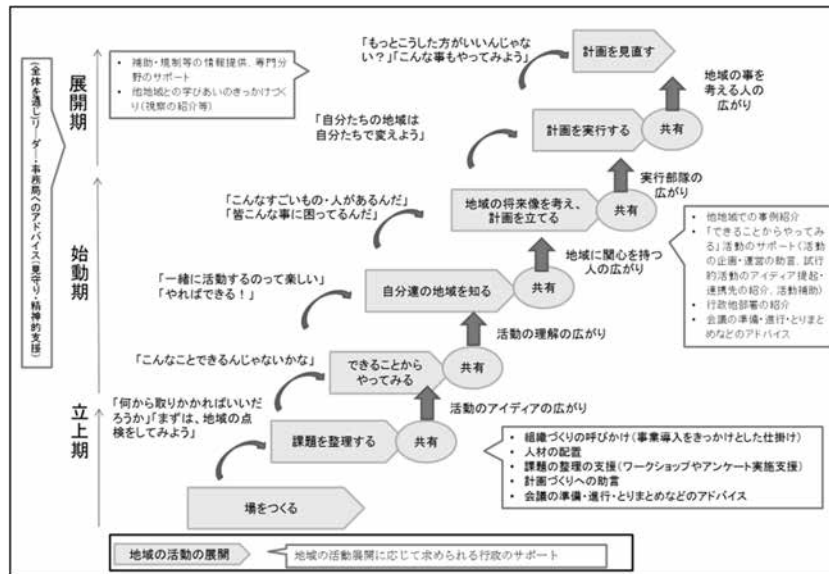 展開期
始動期
立上期
(全体を通じ)リーダー・事務局へのアドバイス(見守り・精神的支援)
・ 補助・規制等の情報提供、専門分
野のサポート
・ 他地域との学びあいのきっかけづく
り(視察の紹介等)
「もっとこうした方がいいんじゃな
い?」「こんな事もやってみよう」
計画を見直す
地域の事を
考える人の
広がり
「自分たちの地域は
自分たちで変えよう」
計画を実行する
共有
実行部隊の
広がり
「こんなすごいもの・人があるんだ」
「皆こんな事に困ってるんだ」
地域の将来像を考え、
計画を立てる
共有
地域に関心を持つ
人の広がり
・ 他地域での事例紹介
・ 「できることからやってみ
る」活動のサポート(活動
の企画・運営の助言、試行
的活動のアイディア提起・
連携先の紹介、活動補助)
・ 行政他部署の紹介
・ 会議の準備・進行・とりまと
めなどのアドバイス
「一緒に活動するのって楽しい」
「やればできる!」
自分達の地域を知る
共有
活動の理解の広がり
「こんなことできるんじゃないかな」
できることから
やってみる
共有
活動のアイディアの広がり
「何から取りかかればいいだ
ろうか」「まずは、地域の点
検をしてみよう」
課題を整理する
共有
・ 組織づくりの呼びかけ(事業導入をきっかけとした仕掛け)
・ 人材の配置
・ 課題の整理の支援(ワークショップやアンケート実施支援)
・ 計画づくりへの助言
・ 会議の準備・進行・とりまとめなどのアドバイス
場をつくる
地域の活動の展開
地域の活動展開に応じて求められる行政のサポート